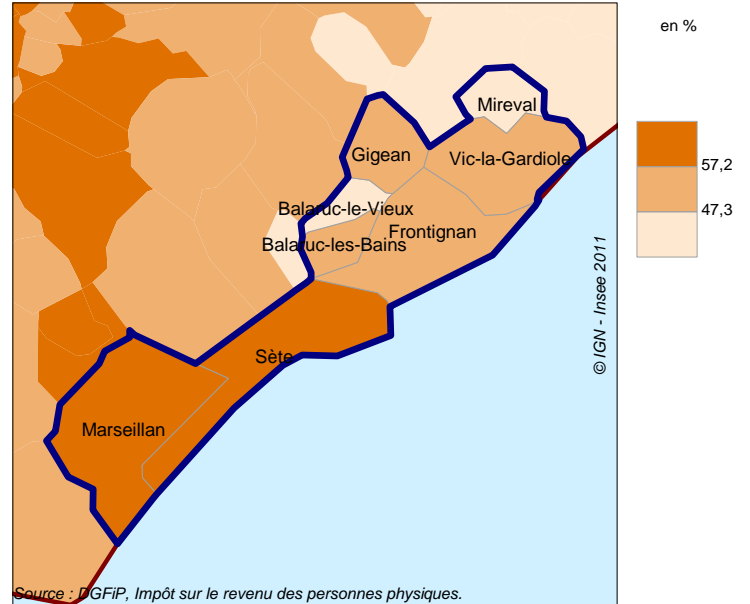 en %
57,2
47,3
Mireval
Gigean
Vic-la-Gardiole
Balaruc-le-Vieux
Frontignan
Balaruc-les-Bains
Sète
Marseillan
© IGN - Insee 2011
Source : DGFiP, Impôt sur le revenu des personnes physiques.